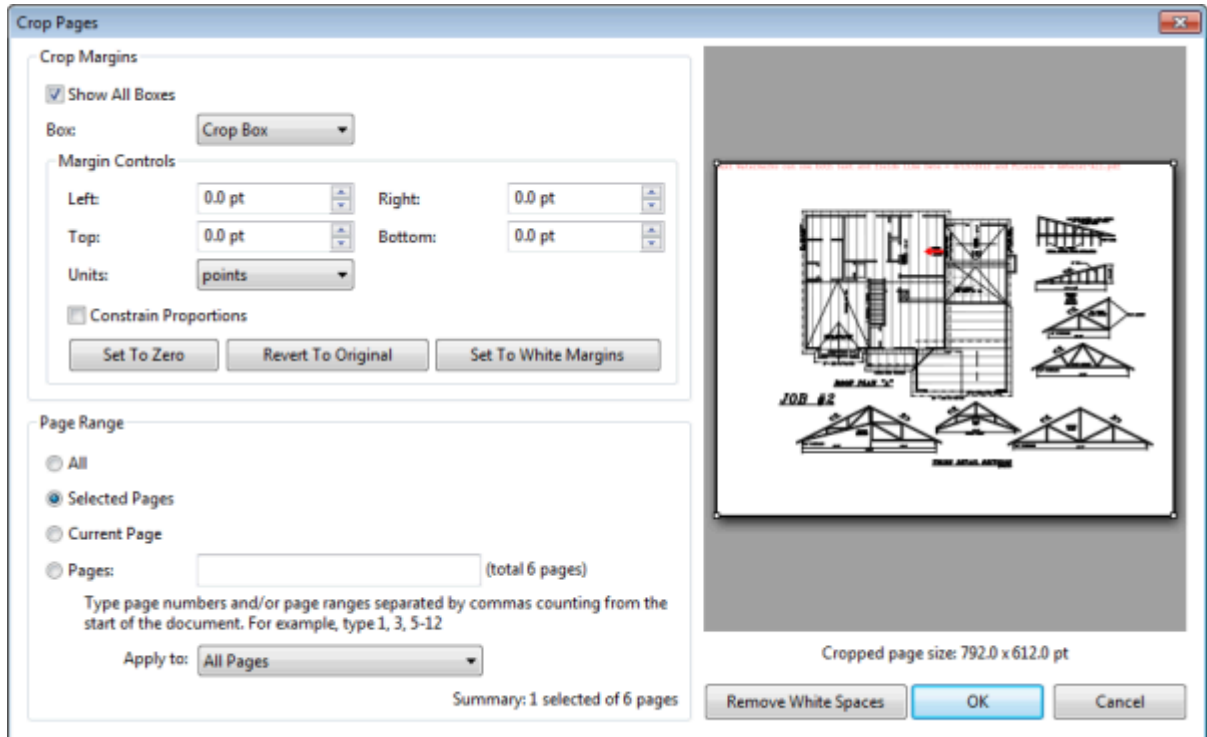 Crop Pages
Crop Margins
Show All Boxes
Box: Crop Box
Margin Controls
Left: 0.0 pt Right: 0.0 pt
Top: 0.0 pt Bottom: 0.0 pt
Units: points
Constrain Proportions
Set To Zero Revert To Original Set To White Margins
Page Range
All
Selected Pages
Current Page
Pages: (total 6 pages)
Type page numbers and/or page ranges separated by commas counting from the
start of the document. For example, type 1, 3, 5-12
Apply to: All Pages
Summary: 1 selected of 6 pages
ROOF PLAN "A"
JOB #2
Cropped page size: 792.0 x 612.0 pt
Remove White Spaces OK Cancel